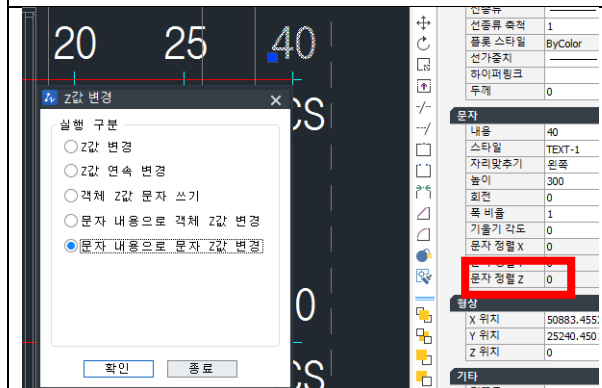 20 25 40
CS
Z값 변경
실행 구분
Z값 변경
Z값 연속 변경
객체 Z값 문자 쓰기
문자 내용으로 객체 Z값 변경
문자 내용으로 문자 Z값 변경
확인 종료
0
CS
선종류
선종류 축척 1
플롯 스타일 ByColor
선가중치
하이퍼링크
두께 0
문자
내용 40
스타일 TEXT-1
자리맞추기 왼쪽
높이 300
회전 0
폭 비율 1
기울기 각도 0
문자 정렬 X 0
문자 정렬 Z 0
형상
X 위치 50883.455
Y 위치 25240.450
Z 위치 0
기타